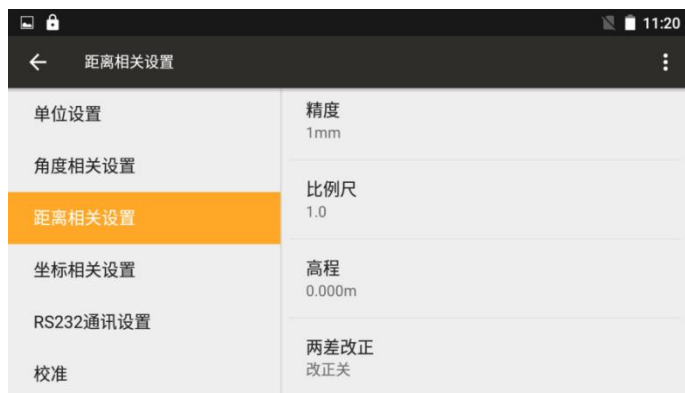 11:20
距离相关设置
单位设置
角度相关设置
距离相关设置
坐标相关设置
RS232通讯设置
校准
精度
1mm
比例尺
1.0
高程
0.000m
两差改正
改正关